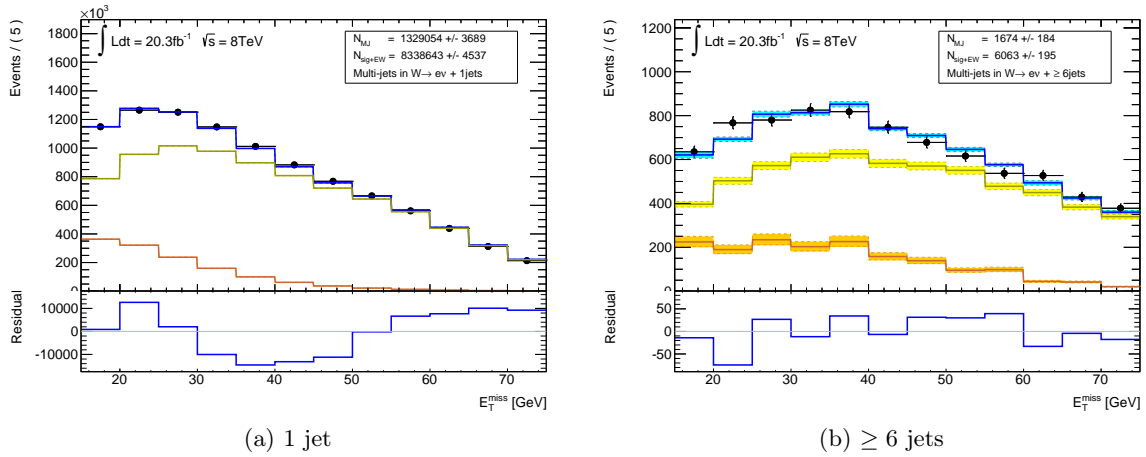 Events / ( 5 )
×10³
1800
1600
1400
1200
1000
800
600
400
200
0
∫ Ldt = 20.3fb⁻¹ √s = 8TeV
N_MJ = 1329054 +/- 3689
N_sig+EW = 8338643 +/- 4537
Multi-jets in W→ eν + 1jets
Residual
10000
0
-10000
20 30 40 50 60 70
E_T^miss [GeV]
(a) 1 jet
Events / ( 5 )
1200
1000
800
600
400
200
0
∫ Ldt = 20.3fb⁻¹ √s = 8TeV
N_MJ = 1674 +/- 184
N_sig+EW = 6063 +/- 195
Multi-jets in W→ eν + ≥ 6jets
Residual
50
0
-50
20 30 40 50 60 70
E_T^miss [GeV]
(b) ≥ 6 jets